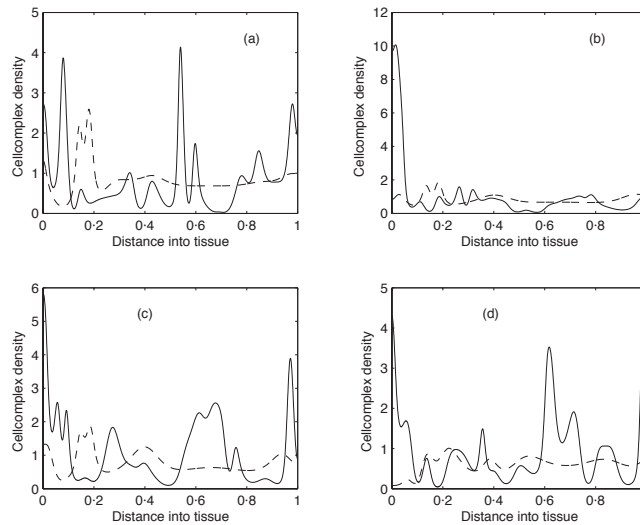 5
4
3
2
1
0
Cellcomplex density
(a)
0 0·2 0·4 0·6 0·8 1
Distance into tissue
12
10
8
6
4
2
0
Cellcomplex density
(b)
0 0·2 0·4 0·6 0·8
Distance into tissue
6
5
4
3
2
1
0
Cellcomplex density
(c)
0 0·2 0·4 0·6 0·8 1
Distance into tissue
5
4
3
2
1
0
Cellcomplex density
(d)
0 0·2 0·4 0·6 0·8
Distance into tissue